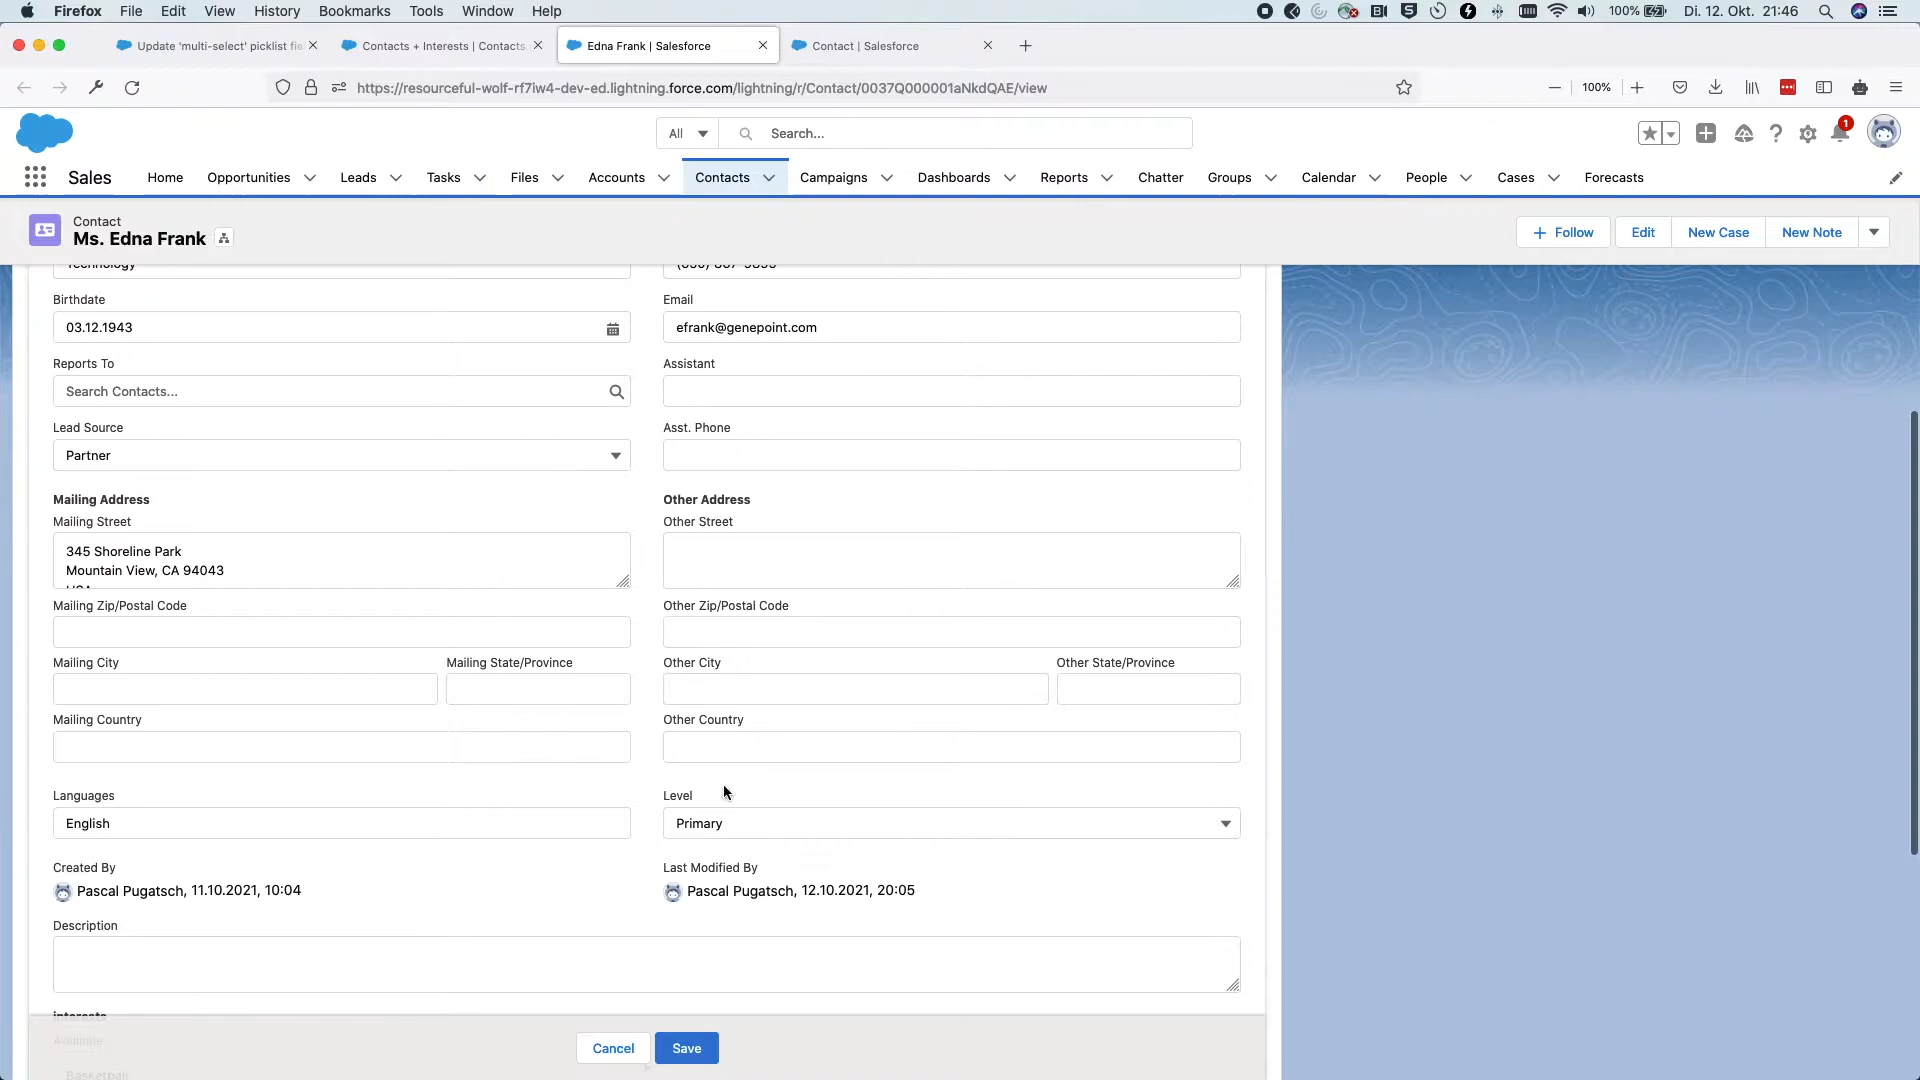 Firefox File Edit View History Bookmarks Tools Window Help 100% Di. 12. Okt. 21:46
Update 'multi-select' picklist fie Contacts + Interests | Contacts Edna Frank | Salesforce Contact | Salesforce
https://resourceful-wolf-rf7iw4-dev-ed.lightning.force.com/lightning/r/Contact/0037Q000001aNkdQAE/view 100%
All Search... 1
Sales Home Opportunities Leads Tasks Files Accounts Contacts Campaigns Dashboards Reports Chatter Groups Calendar People Cases Forecasts
Contact
Ms. Edna Frank
Follow Edit New Case New Note
Technology
Birthdate Email
03.12.1943 efrank@genepoint.com
Reports To Assistant
Search Contacts...
Lead Source Asst. Phone
Partner
Mailing Address Other Address
Mailing Street Other Street
345 Shoreline Park
Mountain View, CA 94043
USA
Mailing Zip/Postal Code Other Zip/Postal Code
Mailing City Mailing State/Province Other City Other State/Province
Mailing Country Other Country
Languages Level
English Primary
Created By Last Modified By
Pascal Pugatsch, 11.10.2021, 10:04 Pascal Pugatsch, 12.10.2021, 20:05
Description
interests
Available
Cancel Save
Basketball